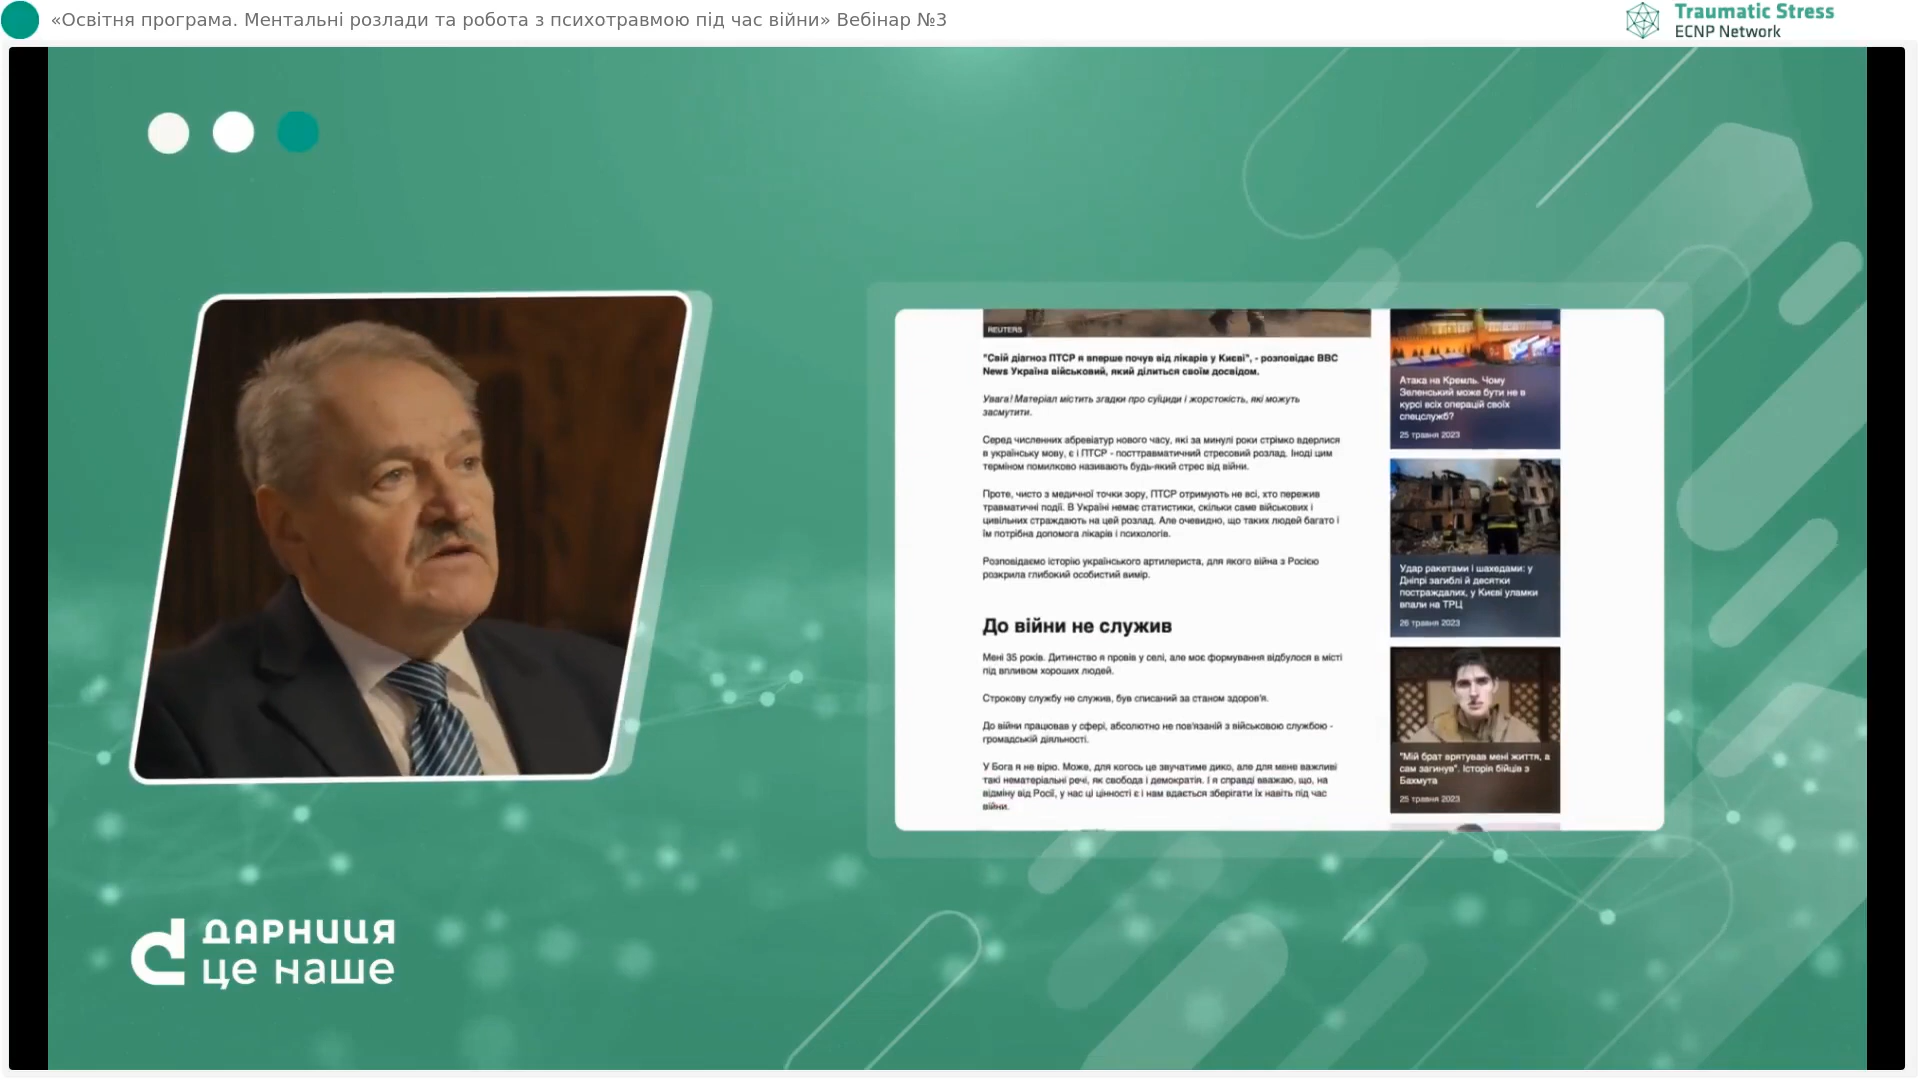 «Освітня програма. Ментальні розлади та робота з психотравмою під час війни» Вебінар №3
Traumatic Stress
ECNP Network
REUTERS
"Свій діагноз ПТСР я вперше почув від лікарів у Києві", - розповідає BBC
News Україна військовий, який ділиться своїм досвідом.
Увага! Матеріал містить згадки про суїциди і жорстокість, які можуть
засмутити.
Серед численних абревіатур нового часу, які за минулі роки стрімко вдерлися
в українську мову, є і ПТСР - посттравматичний стресовий розлад. Іноді цим
терміном помилково називають будь-який стрес від війни.
Проте, чисто з медичної точки зору, ПТСР отримують не всі, хто пережив
травматичні події. В Україні немає статистики, скільки саме військових і
цивільних страждають на цей розлад. Але очевидно, що таких людей багато і
їм потрібна допомога лікарів і психологів.
Розповідаємо історію українського артилериста, для якого війна з Росією
розкрила глибокий особистий вимір.
До війни не служив
Мені 35 років. Дитинство я провів у селі, але моє формування відбулося в місті
під впливом хороших людей.
Строкову службу не служив, був списаний за станом здоров'я.
До війни працював у сфері, абсолютно не пов'язаній з військовою службою -
громадській діяльності.
У Бога я не вірю. Може, для когось це звучатиме дико, але для мене важливі
такі нематеріальні речі, як свобода і демократія. І я справді вважаю, що, на
відміну від Росії, у нас ці цінності є і нам вдається зберігати їх навіть під час
війни.
Атака на Кремль. Чому
Зеленський може бути не в
курсі всіх операцій своїх
спецслужб?
25 травня 2023
Удар ракетами і шахедами: у
Дніпрі загиблі й десятки
постраждалих, у Києві уламки
впали на ТРЦ
26 травня 2023
"Мій брат врятував мені життя, а
сам загинув". Історія бійців з
Бахмута
25 травня 2023
ДАРНИЦЯ
це наше